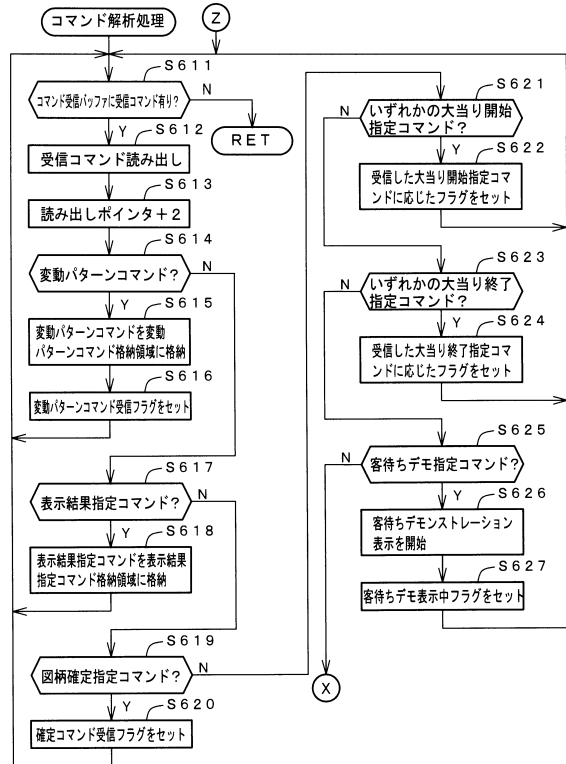 コマンド解析処理
Z
S611
コマンド受信バッファに受信コマンド有り?
N
RET
Y
S612
受信コマンド読み出し
S613
読み出しポインタ+2
S614
変動パターンコマンド?
N
Y
S615
変動パターンコマンドを変動
パターンコマンド格納領域に格納
S616
変動パターンコマンド受信フラグをセット
S617
表示結果指定コマンド?
N
Y
S618
表示結果指定コマンドを表示結果
指定コマンド格納領域に格納
S619
図柄確定指定コマンド?
N
Y
S620
確定コマンド受信フラグをセット
S621
N
いずれかの大当り開始
指定コマンド?
Y
S622
受信した大当り開始指定コマ
ンドに応じたフラグをセット
S623
N
いずれかの大当り終了
指定コマンド?
Y
S624
受信した大当り終了指定コマ
ンドに応じたフラグをセット
S625
N
客待ちデモ指定コマンド?
Y
S626
客待ちデモンストレーション
表示を開始
S627
客待ちデモ表示中フラグをセット
X